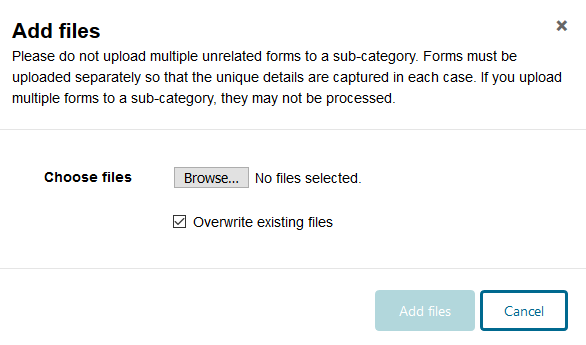 Add files
Please do not upload multiple unrelated forms to a sub-category. Forms must be
uploaded separately so that the unique details are captured in each case. If you upload
multiple forms to a sub-category, they may not be processed.
Choose files Browse... No files selected.
Overwrite existing files
Add files Cancel